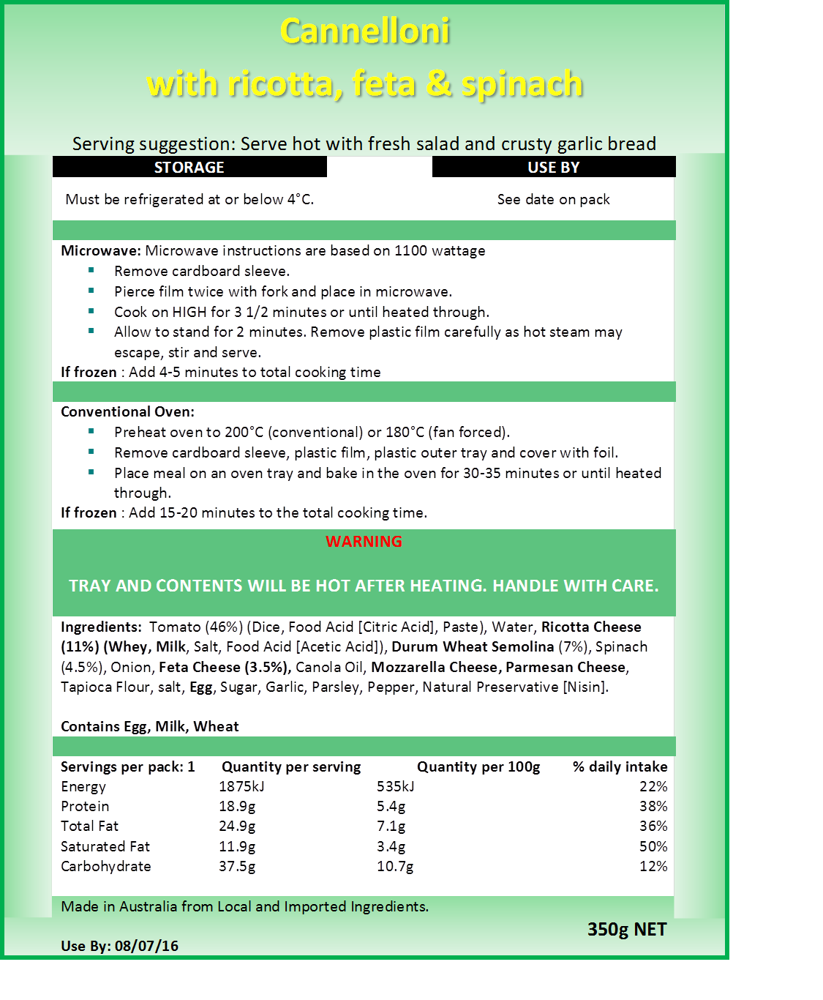 Cannelloni
with ricotta, feta & spinach
Serving suggestion: Serve hot with fresh salad and crusty garlic bread
STORAGE USE BY
Must be refrigerated at or below 4°C. See date on pack
Microwave: Microwave instructions are based on 1100 wattage
▪ Remove cardboard sleeve.
▪ Pierce film twice with fork and place in microwave.
▪ Cook on HIGH for 3 1/2 minutes or until heated through.
▪ Allow to stand for 2 minutes. Remove plastic film carefully as hot steam may
escape, stir and serve.
If frozen : Add 4-5 minutes to total cooking time
Conventional Oven:
▪ Preheat oven to 200°C (conventional) or 180°C (fan forced).
▪ Remove cardboard sleeve, plastic film, plastic outer tray and cover with foil.
▪ Place meal on an oven tray and bake in the oven for 30-35 minutes or until heated
through.
If frozen : Add 15-20 minutes to the total cooking time.
WARNING
TRAY AND CONTENTS WILL BE HOT AFTER HEATING. HANDLE WITH CARE.
Ingredients: Tomato (46%) (Dice, Food Acid [Citric Acid], Paste), Water, Ricotta Cheese
(11%) (Whey, Milk, Salt, Food Acid [Acetic Acid]), Durum Wheat Semolina (7%), Spinach
(4.5%), Onion, Feta Cheese (3.5%), Canola Oil, Mozzarella Cheese, Parmesan Cheese,
Tapioca Flour, salt, Egg, Sugar, Garlic, Parsley, Pepper, Natural Preservative [Nisin].
Contains Egg, Milk, Wheat
Servings per pack: 1 Quantity per serving Quantity per 100g % daily intake
Energy 1875kJ 535kJ 22%
Protein 18.9g 5.4g 38%
Total Fat 24.9g 7.1g 36%
Saturated Fat 11.9g 3.4g 50%
Carbohydrate 37.5g 10.7g 12%
Made in Australia from Local and Imported Ingredients.
350g NET
Use By: 08/07/16